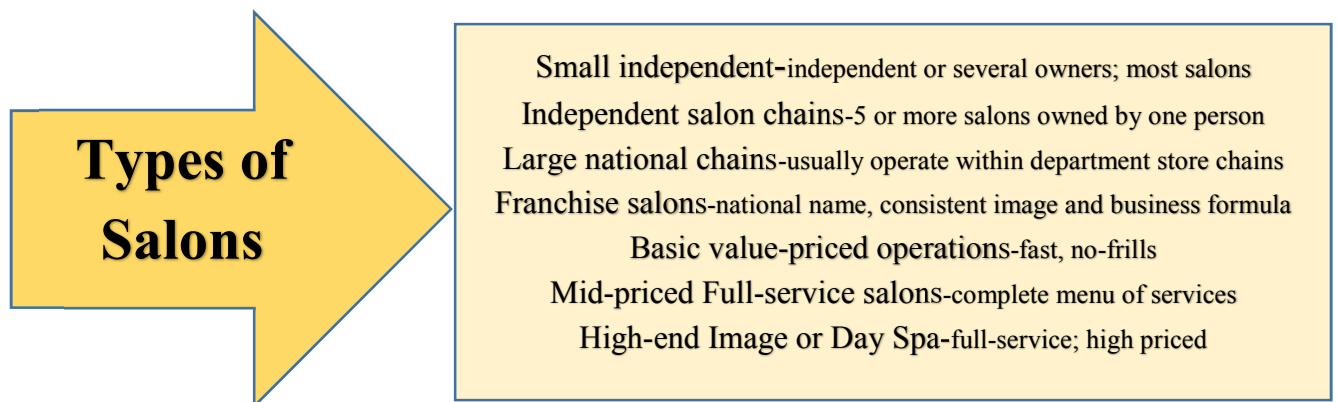 Types of
Salons
Small independent-independent or several owners; most salons
Independent salon chains-5 or more salons owned by one person
Large national chains-usually operate within department store chains
Franchise salons-national name, consistent image and business formula
Basic value-priced operations-fast, no-frills
Mid-priced Full-service salons-complete menu of services
High-end Image or Day Spa-full-service; high priced